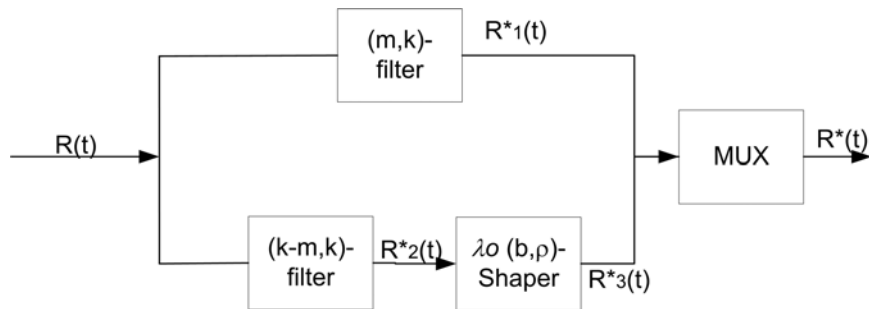 (m,k)-
filter
R*1(t)
R(t)
MUX
R*(t)
(k-m,k)-
filter
R*2(t)
λo (b,ρ)-
Shaper
R*3(t)